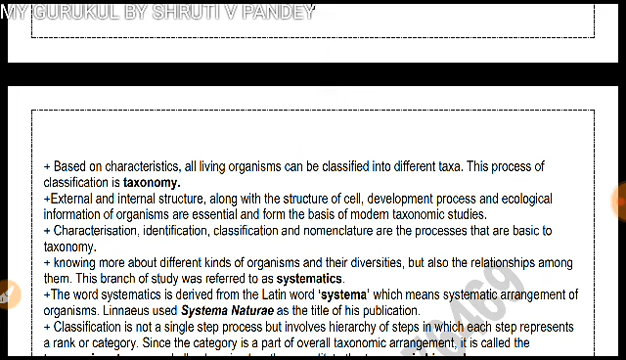 MY GURUKUL BY SHRUTI V PANDEY
+ Based on characteristics, all living organisms can be classified into different taxa. This process of
classification is taxonomy.
+External and internal structure, along with the structure of cell, development process and ecological
information of organisms are essential and form the basis of modern taxonomic studies.
+ Characterisation, identification, classification and nomenclature are the processes that are basic to
taxonomy.
+ knowing more about different kinds of organisms and their diversities, but also the relationships among
them. This branch of study was referred to as systematics.
+The word systematics is derived from the Latin word ‘systema’ which means systematic arrangement of
organisms. Linnaeus used Systema Naturae as the title of his publication.
+ Classification is not a single step process but involves hierarchy of steps in which each step represents
a rank or category. Since the category is a part of overall taxonomic arrangement, it is called the